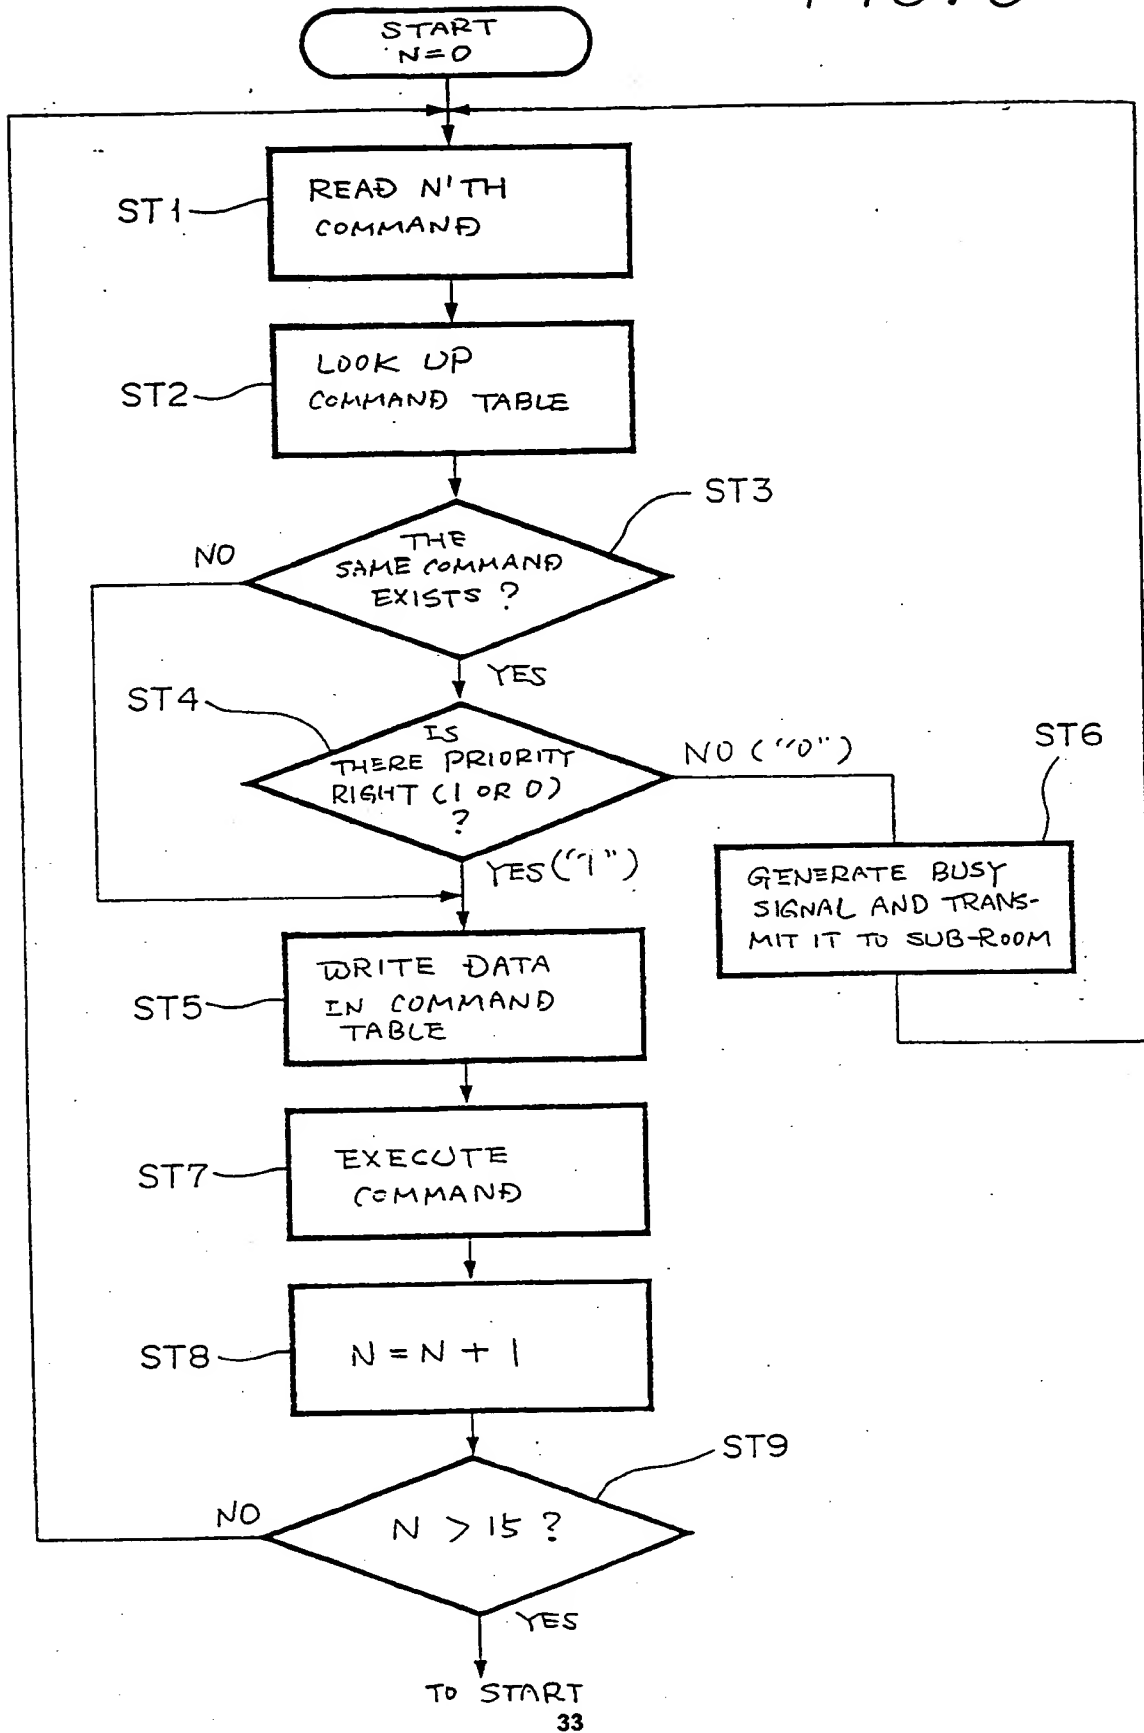 START
N=0
ST1
READ N'TH
COMMAND
ST2
LOOK UP
COMMAND TABLE
ST3
THE
SAME COMMAND
EXISTS ?
NO
YES
ST4
IS
THERE PRIORITY
RIGHT (1 OR 0)
?
NO ("0")
YES ("1")
ST6
GENERATE BUSY
SIGNAL AND TRANS-
MIT IT TO SUB-ROOM
ST5
WRITE DATA
IN COMMAND
TABLE
ST7
EXECUTE
COMMAND
ST8
N = N + 1
ST9
N > 15 ?
NO
YES
TO START
33